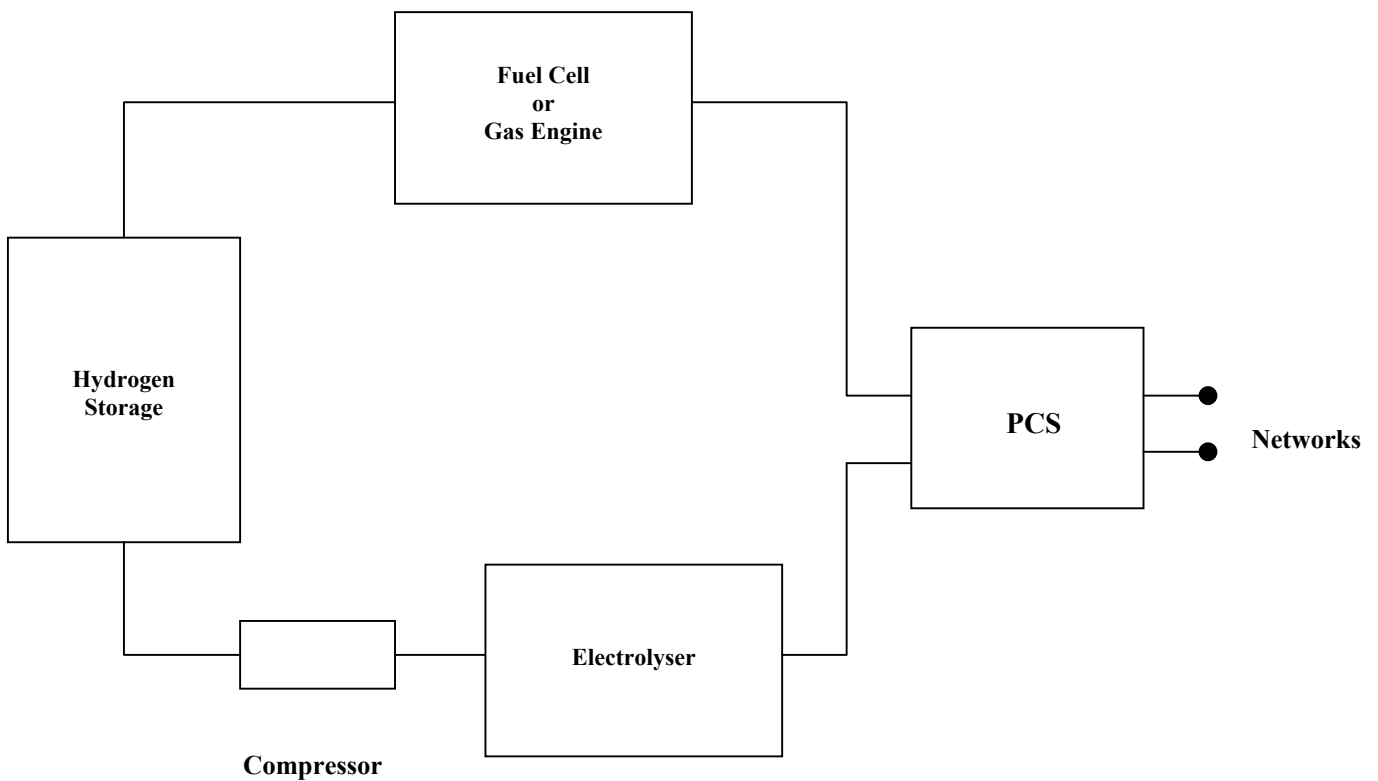 Fuel Cell
or
Gas Engine
Hydrogen
Storage
PCS
Networks
Electrolyser
Compressor